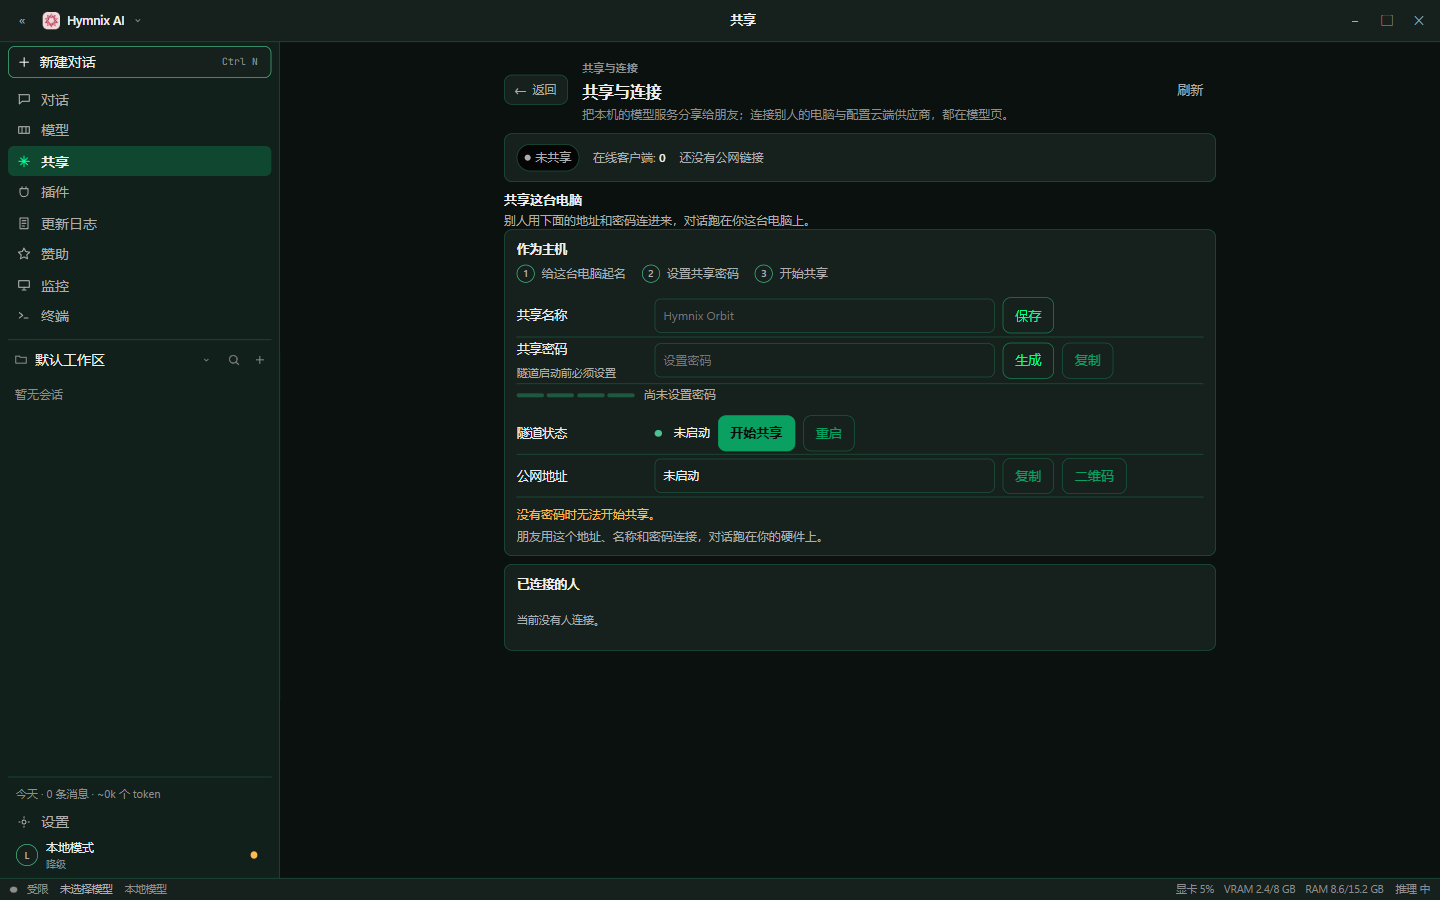 « Hymnix AI
共享
新建对话 Ctrl N
对话
模型
共享
插件
更新日志
赞助
监控
终端
默认工作区
暂无会话
今天 · 0 条消息 · ~0k 个 token
设置
L 本地模式
降级
← 返回
共享与连接
共享与连接
把本机的模型服务分享给朋友；连接别人的电脑与配置云端供应商，都在模型页。
刷新
未共享 在线客户端: 0 还没有公网链接
共享这台电脑
别人用下面的地址和密码连进来，对话跑在你这台电脑上。
作为主机
1 给这台电脑起名 2 设置共享密码 3 开始共享
共享名称 Hymnix Orbit 保存
共享密码 设置密码 生成 复制
隧道启动前必须设置
尚未设置密码
隧道状态 未启动 开始共享 重启
公网地址 未启动 复制 二维码
没有密码时无法开始共享。
朋友用这个地址、名称和密码连接，对话跑在你的硬件上。
已连接的人
当前没有人连接。
受限 未选择模型 本地模型
显卡 5% VRAM 2.4/8 GB RAM 8.6/15.2 GB 推理 中